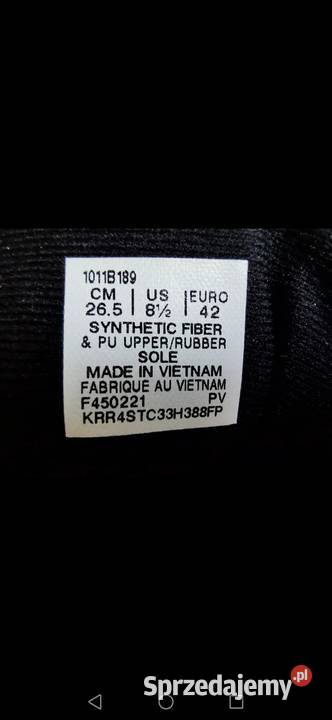 1011B189
CM US EURO
26.5 8½ 42
SYNTHETIC FIBER
& PU UPPER/RUBBER
SOLE
MADE IN VIETNAM
FABRIQUE AU VIETNAM
F450221 PV
KRR4STC33H388FP
Sprzedajemy.pl